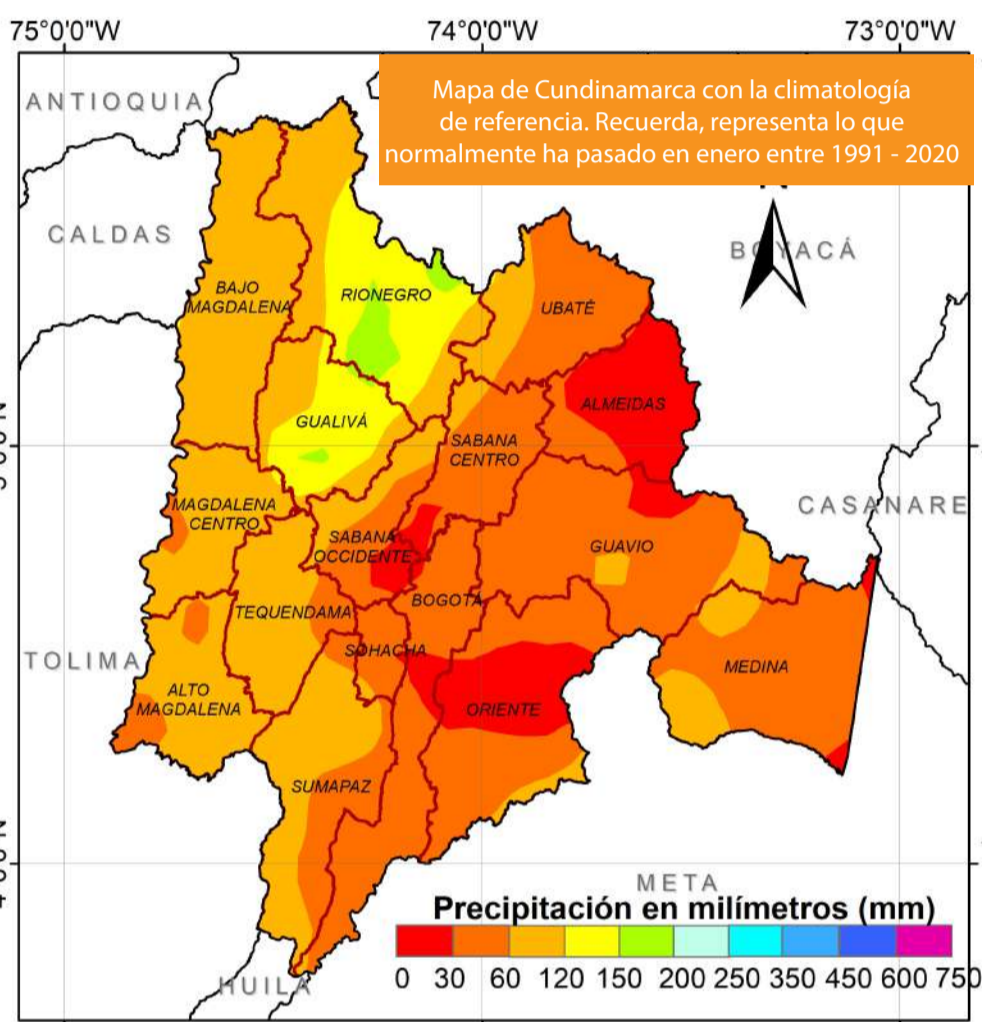 75°0'0"W 74°0'0"W 73°0'0"W
Mapa de Cundinamarca con la climatología
de referencia. Recuerda, representa lo que
normalmente ha pasado en enero entre 1991 - 2020
ANTIOQUIA
CALDAS
BOYACÁ
BAJO
MAGDALENA
RIONEGRO
UBATÉ
ALMEIDAS
GUALIVÁ
SABANA
CENTRO
MAGDALENA
CENTRO
CASANARE
SABANA
OCCIDENTE
GUAVIO
BOGOTÁ
TEQUENDAMA
SOHACHA
TOLIMA
MEDINA
ALTO
MAGDALENA
ORIENTE
SUMAPAZ
META
Precipitación en milímetros (mm)
0 30 60 120 150 200 250 350 450 600 750
HUILA